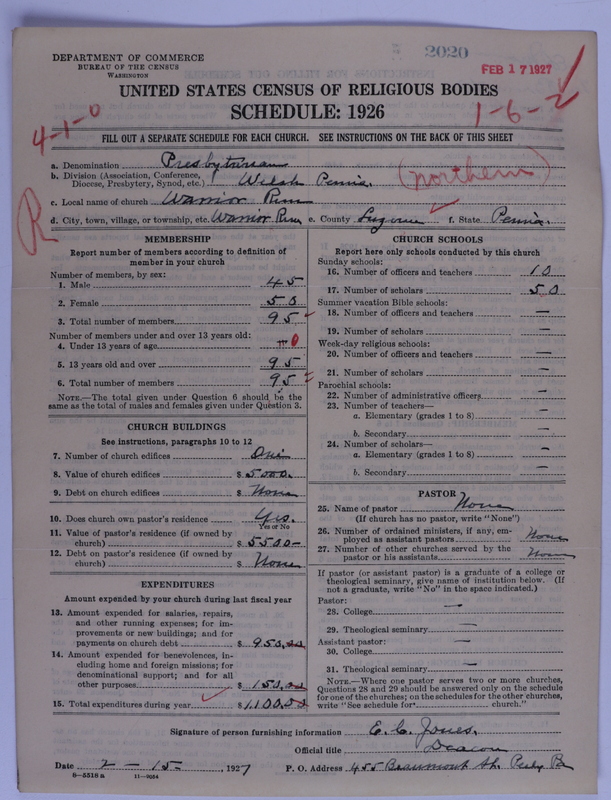 DEPARTMENT OF COMMERCE
BUREAU OF THE CENSUS
WASHINGTON
2020
FEB 17 1927
UNITED STATES CENSUS OF RELIGIOUS BODIES
SCHEDULE: 1926
4-1-0
1-6-2
FILL OUT A SEPARATE SCHEDULE FOR EACH CHURCH. SEE INSTRUCTIONS ON THE BACK OF THIS SHEET
R
a. Denomination Presbyterian
b. Division (Association, Conference, Diocese, Presbytery, Synod, etc.) Welsh Penna. (northern)
c. Local name of church Warrior Run
d. City, town, village, or township, etc. Warrior Run e. County Luzerne f. State Penna.
MEMBERSHIP
Report number of members according to definition of
member in your church
Number of members, by sex:
1. Male 45
2. Female 50
3. Total number of members 95
Number of members under and over 13 years old:
4. Under 13 years of age 0
5. 13 years old and over 95
6. Total number of members 95
NOTE.—The total given under Question 6 should be the
same as the total of males and females given under Question 3.
CHURCH BUILDINGS
See instructions, paragraphs 10 to 12
7. Number of church edifices One
8. Value of church edifices $ 5000.
9. Debt on church edifices $ None
10. Does church own pastor's residence Yes.
Yes or No
11. Value of pastor's residence (if owned by
church) $ 5500-
12. Debt on pastor's residence (if owned by
church) $ None
EXPENDITURES
Amount expended by your church during last fiscal year
13. Amount expended for salaries, repairs,
and other running expenses; for im-
provements or new buildings; and for
payments on church debt $ 950.00
14. Amount expended for benevolences, in-
cluding home and foreign missions; for
denominational support; and for all
other purposes $ 150.00
15. Total expenditures during year $ 1,100.00
CHURCH SCHOOLS
Report here only schools conducted by this church
Sunday schools:
16. Number of officers and teachers 10
17. Number of scholars 50
Summer vacation Bible schools:
18. Number of officers and teachers —
19. Number of scholars —
Week-day religious schools:
20. Number of officers and teachers —
21. Number of scholars —
Parochial schools:
22. Number of administrative officers —
23. Number of teachers—
a. Elementary (grades 1 to 8) —
b. Secondary —
24. Number of scholars—
a. Elementary (grades 1 to 8) —
b. Secondary —
PASTOR
25. Name of pastor None
(If church has no pastor, write "None")
26. Number of ordained ministers, if any, em-
ployed as assistant pastors None
27. Number of other churches served by the
pastor or his assistants None
If pastor (or assistant pastor) is a graduate of a college or
theological seminary, give name of institution below. (If
not a graduate, write "No" in the space indicated.)
Pastor:
28. College —
29. Theological seminary —
Assistant pastor:
30. College —
31. Theological seminary —
NOTE.—Where one pastor serves two or more churches,
Questions 28 and 29 should be answered only on the schedule
for one of the churches; on the schedules for the other churches,
write "See schedule for church."
Signature of person furnishing information E. C. Jones.
Official title Deacon
Date 2-15-, 1927 P. O. Address 455 Beaumont St.
8-5518 a 11-9054